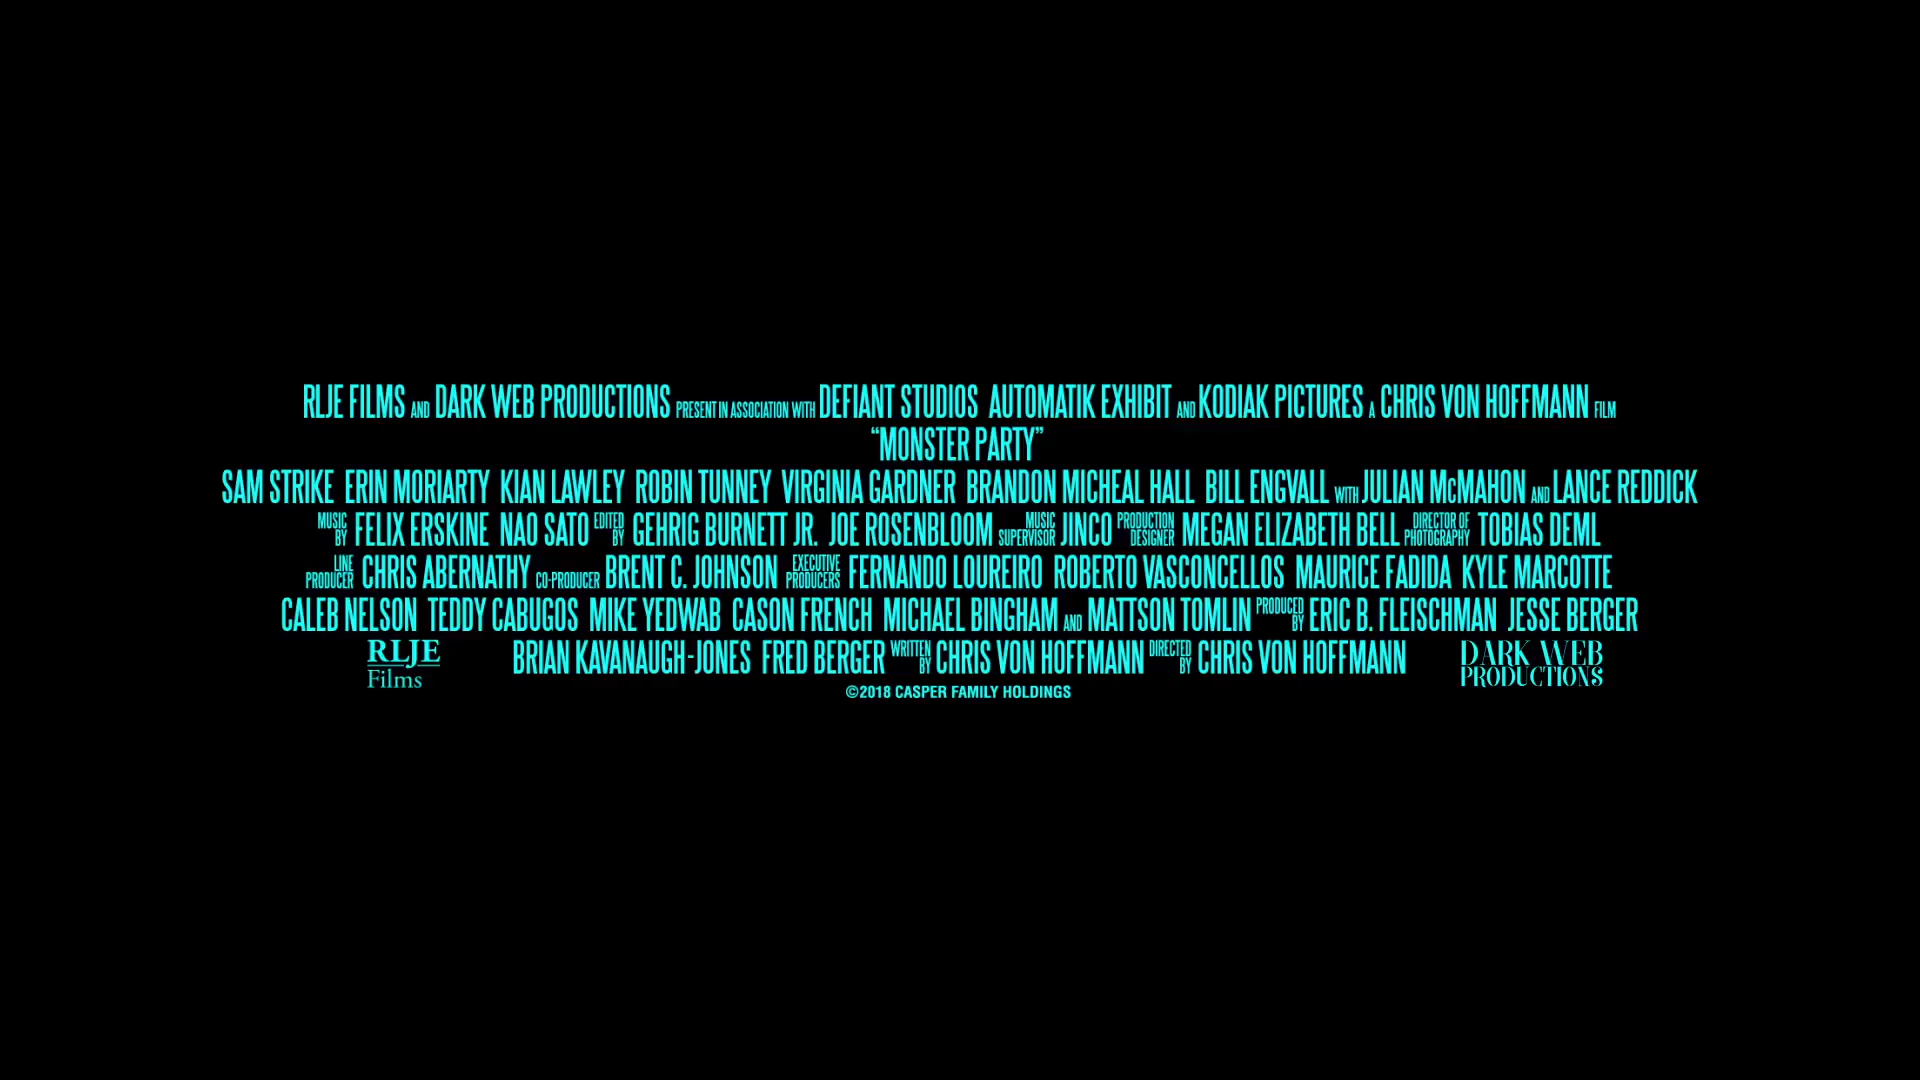 RLJE FILMS AND DARK WEB PRODUCTIONS PRESENT IN ASSOCIATION WITH DEFIANT STUDIOS AUTOMATIK EXHIBIT AND KODIAK PICTURES A CHRIS VON HOFFMANN FILM
“MONSTER PARTY”
SAM STRIKE ERIN MORIARTY KIAN LAWLEY ROBIN TUNNEY VIRGINIA GARDNER BRANDON MICHEAL HALL BILL ENGVALL WITH JULIAN McMAHON AND LANCE REDDICK
MUSIC BY FELIX ERSKINE NAO SATO EDITED BY GEHRIG BURNETT JR. JOE ROSENBLOOM MUSIC SUPERVISOR JINCO PRODUCTION DESIGNER MEGAN ELIZABETH BELL DIRECTOR OF PHOTOGRAPHY TOBIAS DEML
LINE PRODUCER CHRIS ABERNATHY CO-PRODUCER BRENT C. JOHNSON EXECUTIVE PRODUCERS FERNANDO LOUREIRO ROBERTO VASCONCELLOS MAURICE FADIDA KYLE MARCOTTE
CALEB NELSON TEDDY CABUGOS MIKE YEDWAB CASON FRENCH MICHAEL BINGHAM AND MATTSON TOMLIN PRODUCED BY ERIC B. FLEISCHMAN JESSE BERGER
RLJE Films BRIAN KAVANAUGH-JONES FRED BERGER WRITTEN BY CHRIS VON HOFFMANN DIRECTED BY CHRIS VON HOFFMANN DARK WEB PRODUCTIONS
©2018 CASPER FAMILY HOLDINGS